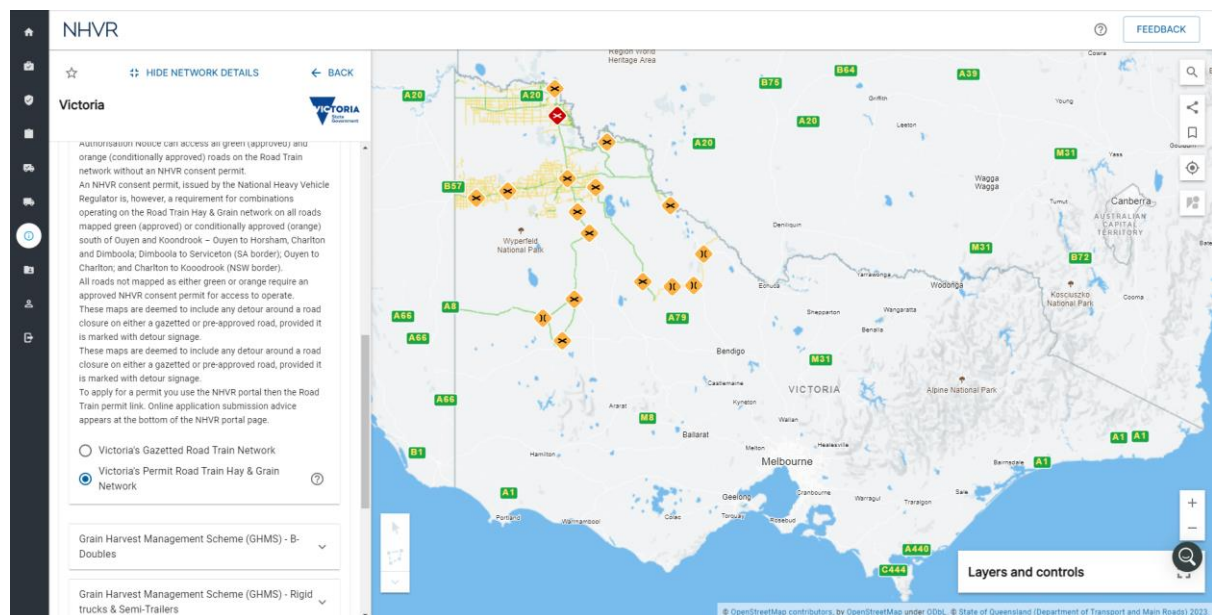 NHVR
FEEDBACK
HIDE NETWORK DETAILS
BACK
Victoria
VICTORIA
State
Government
Authorisation Notice can access all green (approved) and
orange (conditionally approved) roads on the Road Train
network without an NHVR consent permit.
An NHVR consent permit, issued by the National Heavy Vehicle
Regulator is, however, a requirement for combinations
operating on the Road Train Hay & Grain network on all roads
mapped green (approved) or conditionally approved (orange)
south of Ouyen and Koondrook – Ouyen to Horsham, Charlton
and Dimboola; Dimboola to Serviceton (SA border); Ouyen to
Charlton; and Charlton to Kooodrook (NSW border).
All roads not mapped as either green or orange require an
approved NHVR consent permit for access to operate.
These maps are deemed to include any detour around a road
closure on either a gazetted or pre-approved road, provided it
is marked with detour signage.
These maps are deemed to include any detour around a road
closure on either a gazetted or pre-approved road, provided it
is marked with detour signage.
To apply for a permit you use the NHVR portal then the Road
Train permit link. Online application submission advice
appears at the bottom of the NHVR portal page.
Victoria's Gazetted Road Train Network
Victoria's Permit Road Train Hay & Grain
Network
Grain Harvest Management Scheme (GHMS) - B-
Doubles
Grain Harvest Management Scheme (GHMS) - Rigid
trucks & Semi-Trailers
Region World
Heritage Area
Cowra
B75
B64
A39
A20
A20
Griffith
Young
Leeton
A20
A20
M31
Yass
Goulburn
B57
Wagga
Wagga
Tumut
Canberra
AUSTRALIAN
CAPITAL
TERRITORY
Deniliquin
Wyperfeld
National Park
M31
B72
Echuca
Yarrawonga
Wodonga
Kosciuszko
National Park
Cooma
A8
A66
A79
Shepparton
Wangaratta
A66
Benalla
Bendigo
M31
Castlemaine
VICTORIA
Alpine National Park
A66
Ararat
Kyneton
M8
Wallan
Ballarat
A1
A1
B1
Hamilton
Melton
Healesville
Melbourne
Bairnsdale
A1
A1
Geelong
Cranbourne
Warragul
Traralgon
Sale
Portland
Warrnambool
Colac
Torquay
Rosebud
A440
C444
Layers and controls
© OpenStreetMap contributors, by OpenStreetMap under ODbL, © State of Queensland (Department of Transport and Main Roads) 2023.